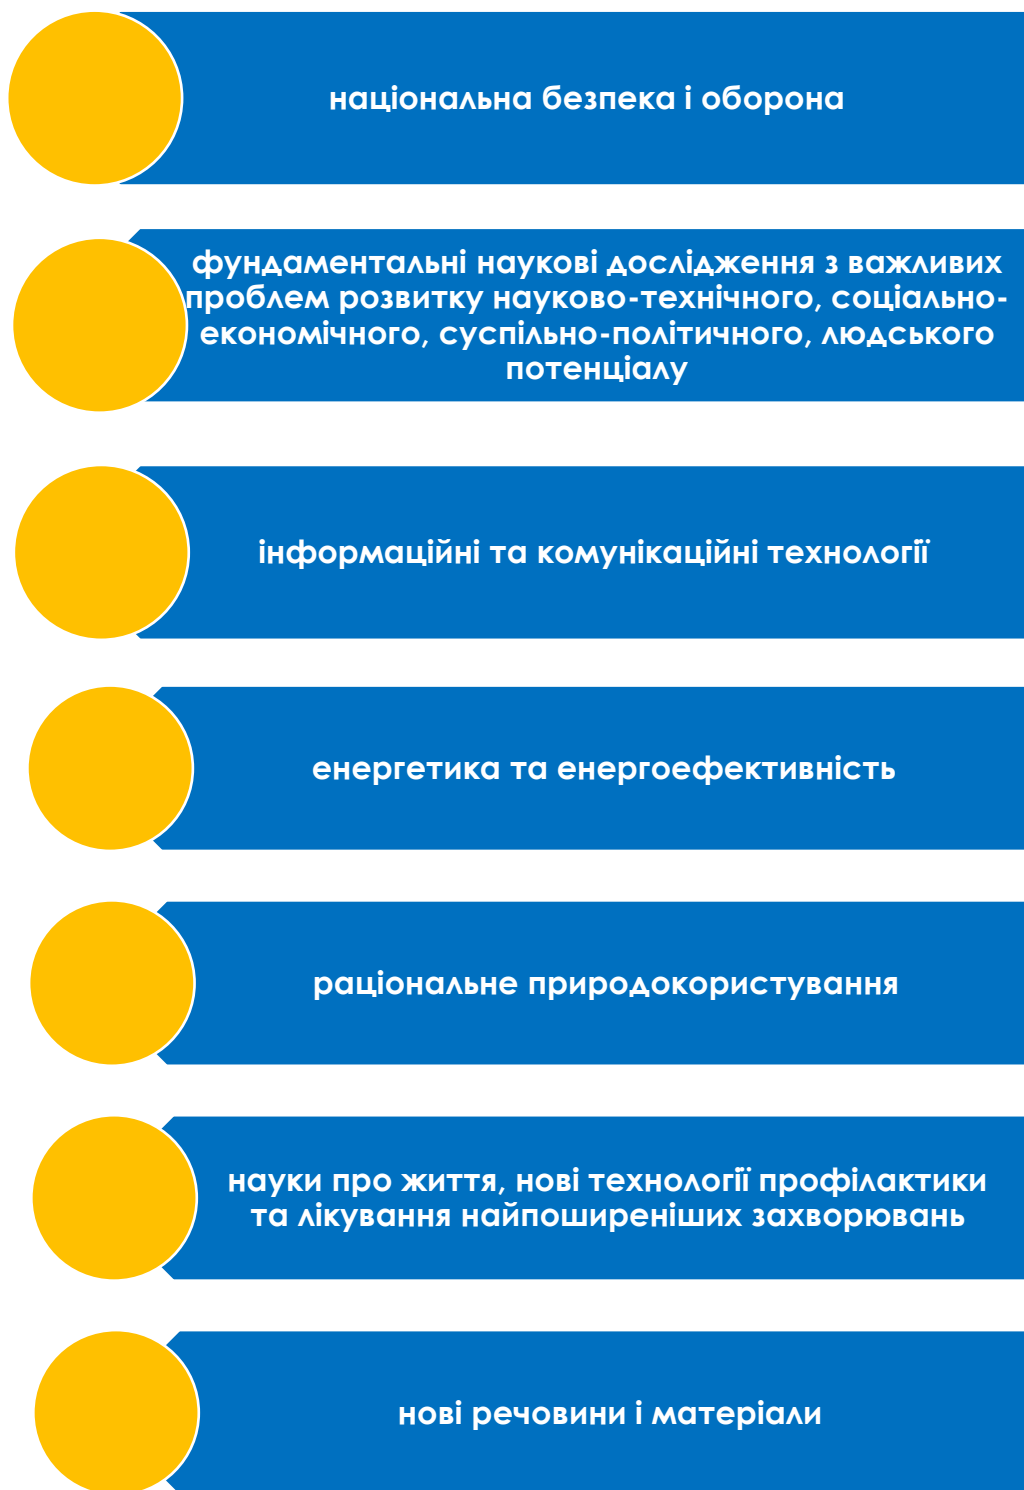 національна безпека і оборона
фундаментальні наукові дослідження з важливих
проблем розвитку науково-технічного, соціально-
економічного, суспільно-політичного, людського
потенціалу
інформаційні та комунікаційні технології
енергетика та енергоефективність
раціональне природокористування
науки про життя, нові технології профілактики
та лікування найпоширеніших захворювань
нові речовини і матеріали